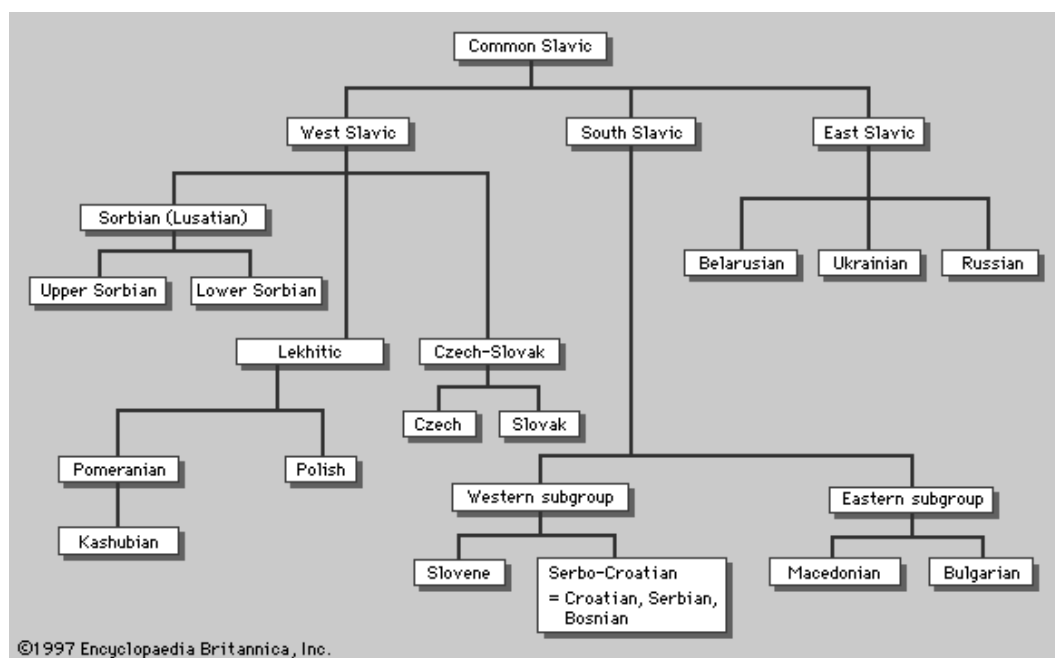 Common Slavic
West Slavic
South Slavic
East Slavic
Sorbian (Lusatian)
Belarusian
Ukrainian
Russian
Upper Sorbian
Lower Sorbian
Lekhitic
Czech-Slovak
Czech
Slovak
Pomeranian
Polish
Western subgroup
Eastern subgroup
Kashubian
Slovene
Serbo-Croatian
= Croatian, Serbian,
Bosnian
Macedonian
Bulgarian
©1997 Encyclopaedia Britannica, Inc.